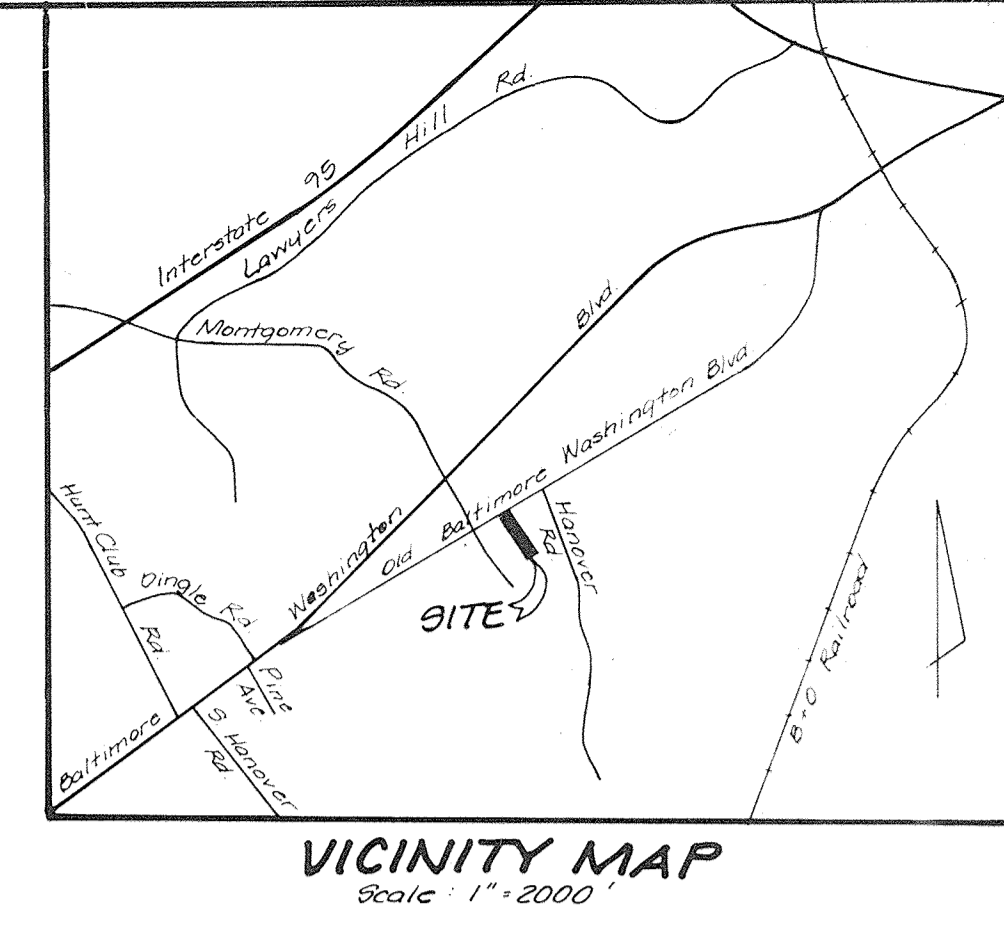 Interstate 95
Lawyers Hill Rd.
Montgomery Rd.
Baltimore Washington Blvd.
Old Baltimore Washington Blvd
Hunt Club Rd.
Dingle Rd.
Pine Ave.
S. Hanover Rd.
Hanover Rd
SITE
B+O Railroad
VICINITY MAP
Scale : 1" = 2000 '